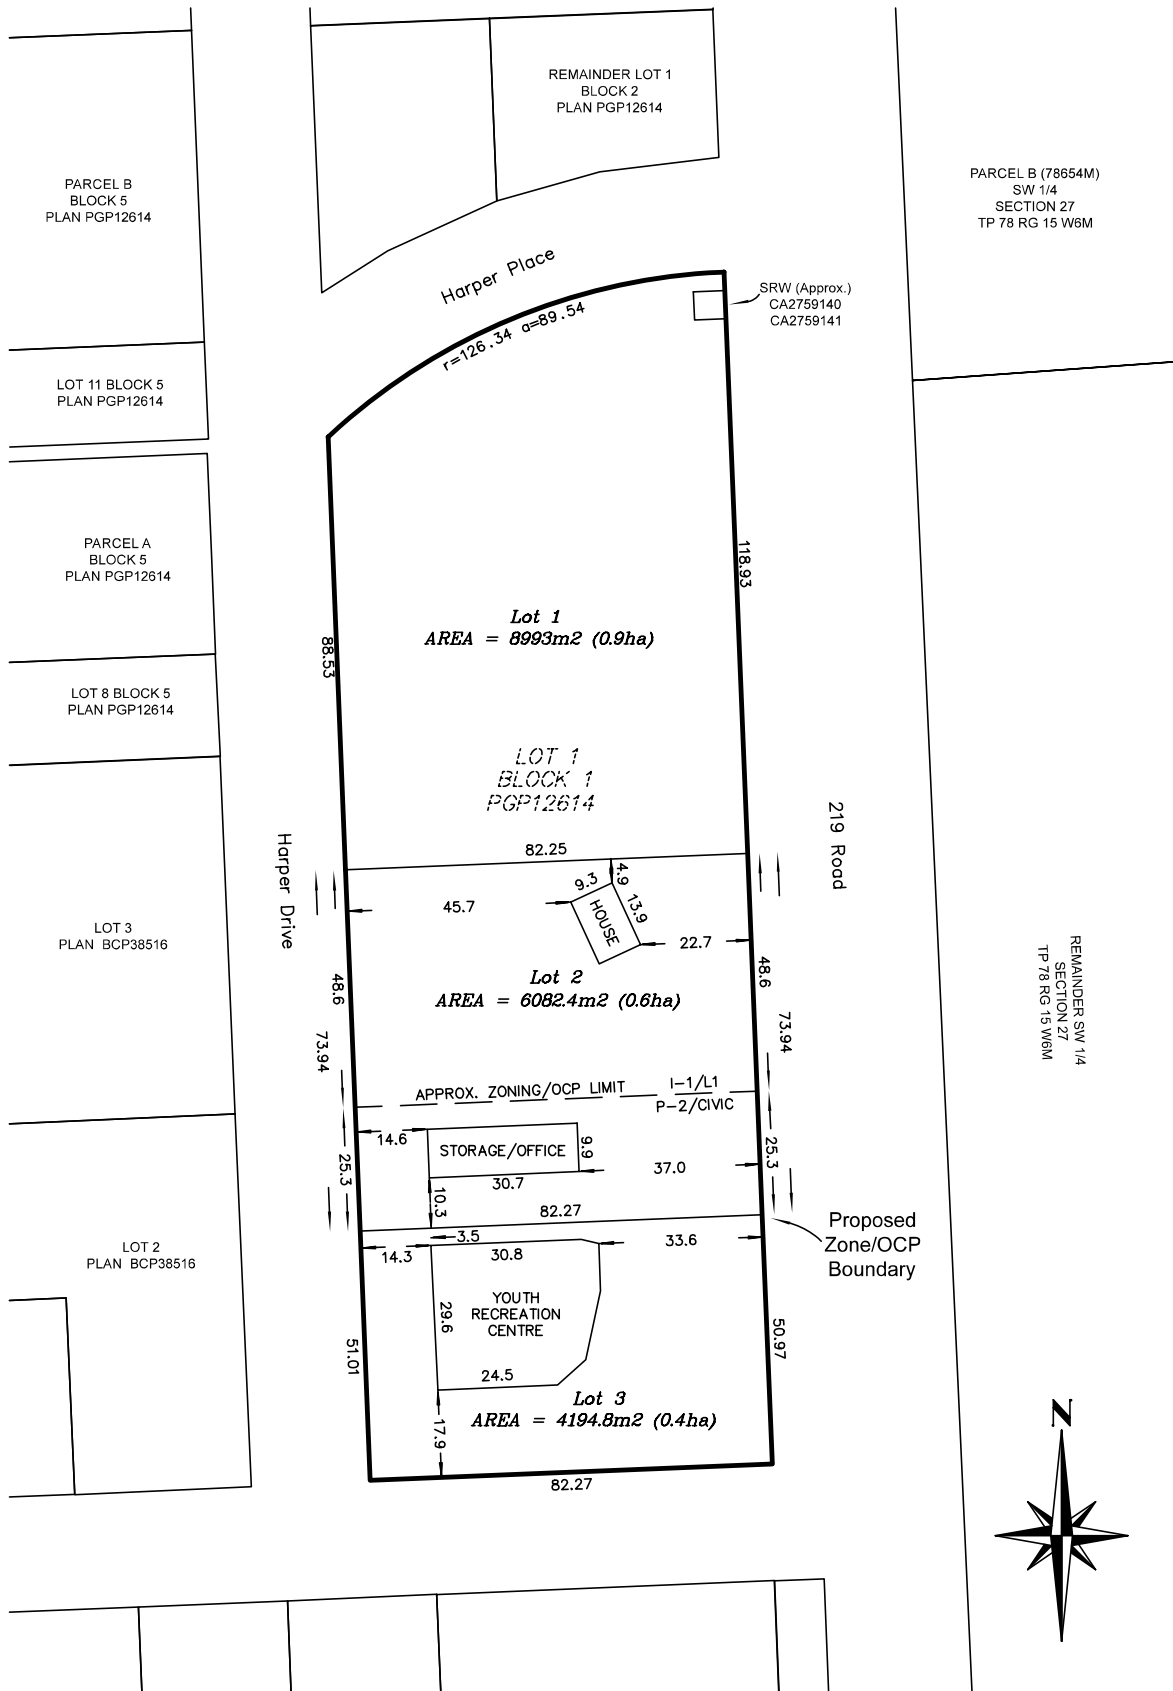 REMAINDER LOT 1
BLOCK 2
PLAN PGP12614
PARCEL B
BLOCK 5
PLAN PGP12614
PARCEL B (78654M)
SW 1/4
SECTION 27
TP 78 RG 15 W6M
Harper Place
r=126.34 a=89.54
SRW (Approx.)
CA2759140
CA2759141
LOT 11 BLOCK 5
PLAN PGP12614
PARCEL A
BLOCK 5
PLAN PGP12614
118.93
88.53
Lot 1
AREA = 8993m2 (0.9ha)
LOT 8 BLOCK 5
PLAN PGP12614
LOT 1
BLOCK 1
PGP12614
219 Road
Harper Drive
82.25
4.9
9.3
13.9
HOUSE
45.7
22.7
LOT 3
PLAN BCP38516
Lot 2
AREA = 6082.4m2 (0.6ha)
48.6
48.6
73.94
73.94
REMAINDER SW 1/4
SECTION 27
TP 78 RG 15 W6M
APPROX. ZONING/OCP LIMIT
I-1/L1
P-2/CIVIC
14.6
STORAGE/OFFICE
9.9
37.0
30.7
25.3
25.3
10.3
82.27
Proposed
Zone/OCP
Boundary
LOT 2
PLAN BCP38516
14.3
3.5
30.8
33.6
YOUTH
RECREATION
CENTRE
29.6
24.5
51.01
50.97
Lot 3
AREA = 4194.8m2 (0.4ha)
17.9
82.27
N